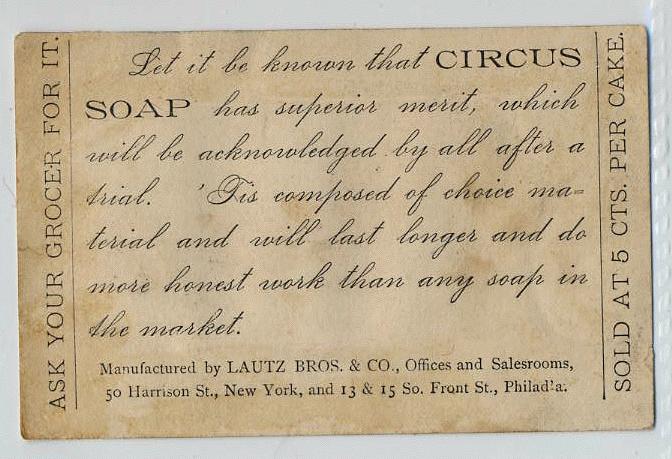 ASK YOUR GROCER FOR IT.
Let it be known that CIRCUS
SOAP has superior merit, which
will be acknowledged by all after a
trial. 'Tis composed of choice ma=
terial and will last longer and do
more honest work than any soap in
the market.
Manufactured by LAUTZ BROS. & CO., Offices and Salesrooms,
50 Harrison St., New York, and 13 & 15 So. Front St., Philad'a.
SOLD AT 5 CTS. PER CAKE.